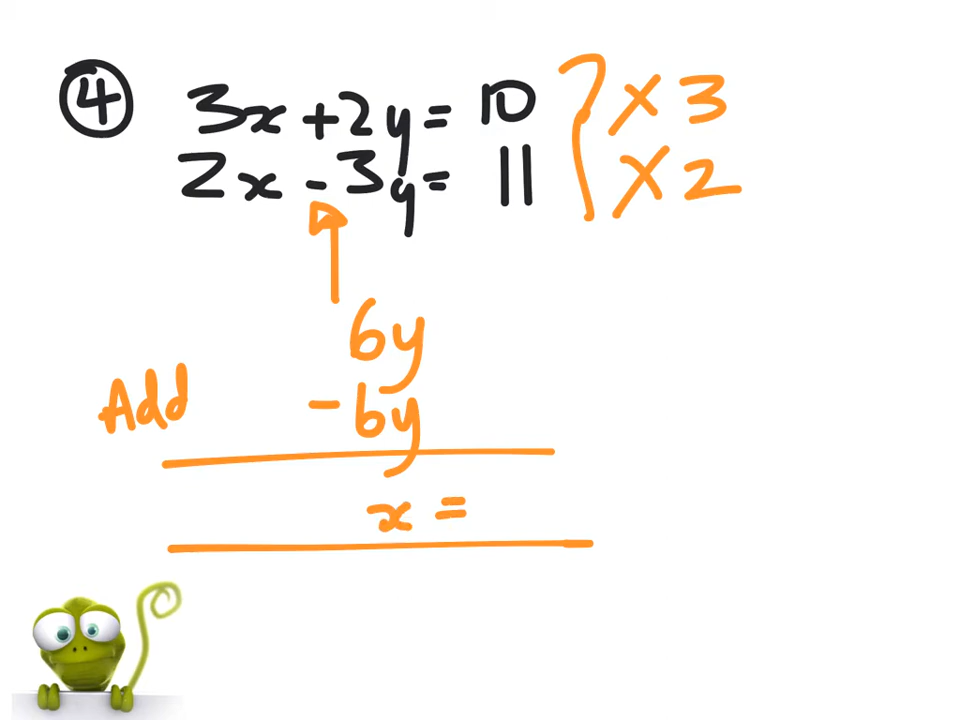 ④ 3x + 2y = 10 } × 3
2x - 3y = 11 × 2
6y
Add - 6y
x =